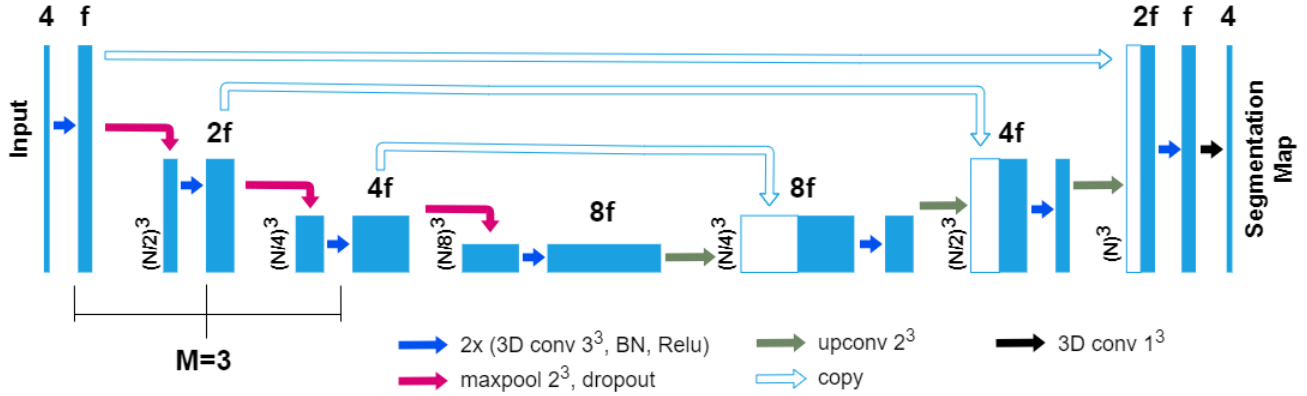 4 f
2f f 4
Input
2f
4f
4f
8f
8f
(N/2)³
(N/4)³
(N/8)³
(N/4)³
(N/2)³
(N)³
Segmentation
Map
M=3
2x (3D conv 3³, BN, Relu)
upconv 2³
3D conv 1³
maxpool 2³, dropout
copy